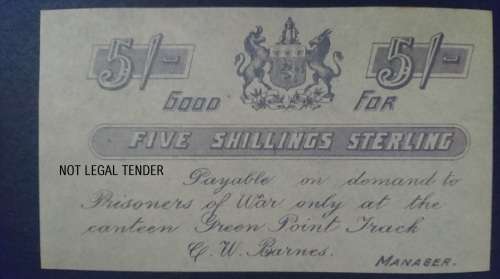 5/- 5/-
GOOD FOR
FIVE SHILLINGS STERLING
NOT LEGAL TENDER
Payable on demand to
Prisoners of War only at the
canteen Green Point Track
C. W. Barnes.
MANAGER.